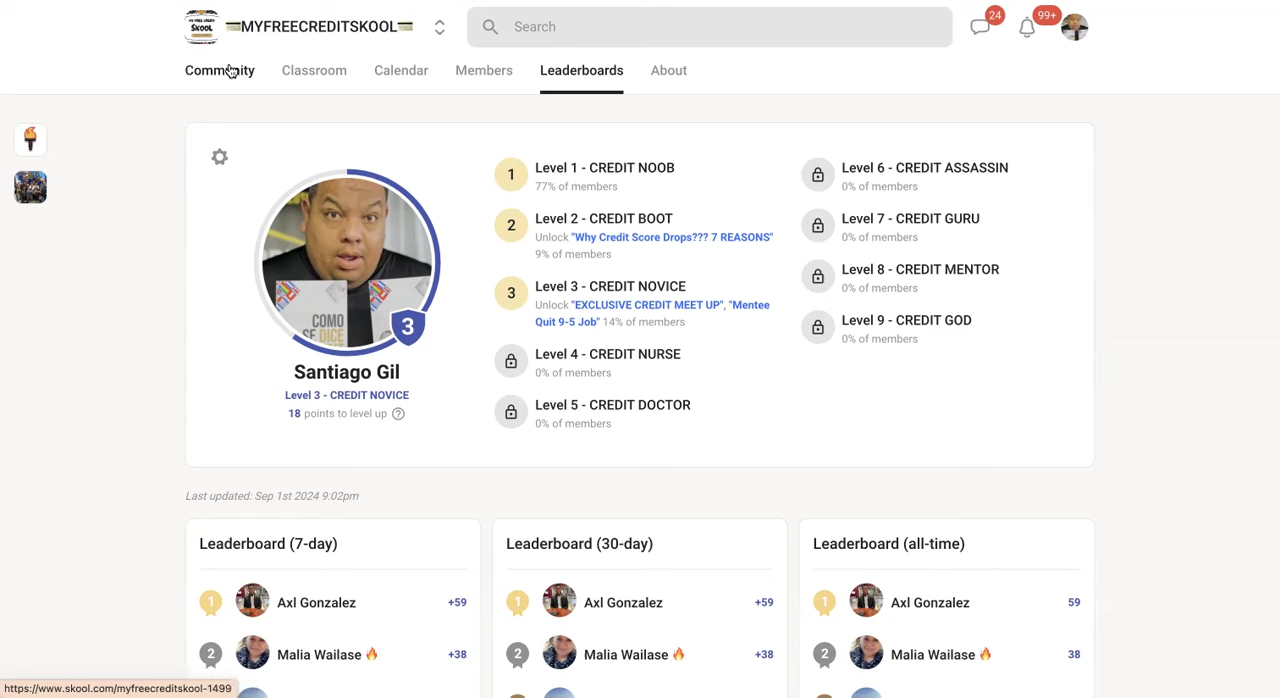 MYFREECREDITSKOOL
Search
24
99+
Community
Classroom
Calendar
Members
Leaderboards
About
3
Santiago Gil
Level 3 - CREDIT NOVICE
18 points to level up ?
1
Level 1 - CREDIT NOOB
77% of members
2
Level 2 - CREDIT BOOT
Unlock "Why Credit Score Drops??? 7 REASONS"
9% of members
3
Level 3 - CREDIT NOVICE
Unlock "EXCLUSIVE CREDIT MEET UP", "Mentee
Quit 9-5 Job" 14% of members
Level 4 - CREDIT NURSE
0% of members
Level 5 - CREDIT DOCTOR
0% of members
Level 6 - CREDIT ASSASSIN
0% of members
Level 7 - CREDIT GURU
0% of members
Level 8 - CREDIT MENTOR
0% of members
Level 9 - CREDIT GOD
0% of members
COMO
SE DICE
Last updated: Sep 1st 2024 9:02pm
Leaderboard (7-day)
1 Axl Gonzalez +59
2 Malia Wailase 🔥 +38
Leaderboard (30-day)
1 Axl Gonzalez +59
2 Malia Wailase 🔥 +38
Leaderboard (all-time)
1 Axl Gonzalez 59
2 Malia Wailase 🔥 38
https://www.skool.com/myfreecreditskool-1499